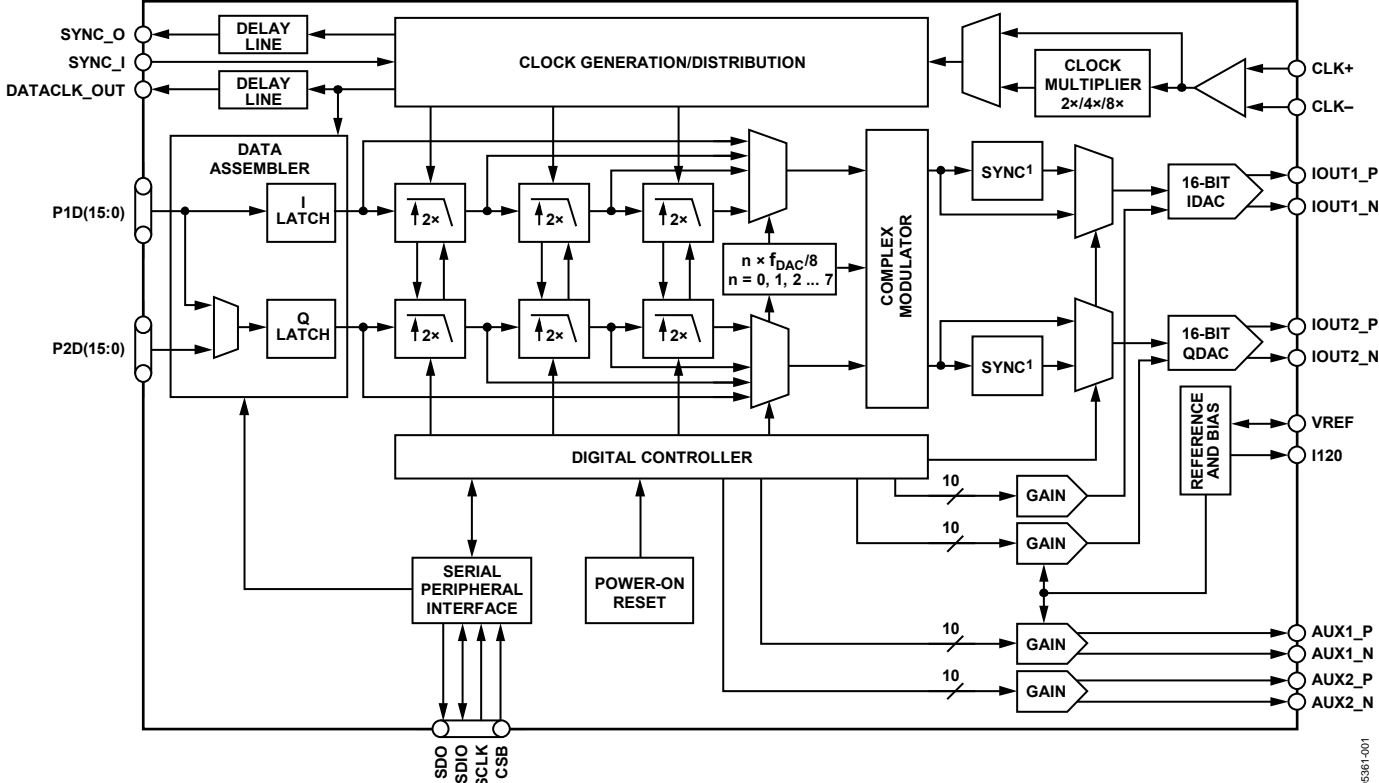 SYNC_O
DELAY
LINE
SYNC_I
CLOCK GENERATION/DISTRIBUTION
CLOCK
MULTIPLIER
2×/4×/8×
CLK+
CLK–
DATACLK_OUT
DELAY
LINE
DATA
ASSEMBLER
P1D(15:0)
I
LATCH
2×
2×
2×
n × fDAC/8
n = 0, 1, 2 ... 7
COMPLEX
MODULATOR
SYNC1
16-BIT
IDAC
IOUT1_P
IOUT1_N
P2D(15:0)
Q
LATCH
2×
2×
2×
SYNC1
16-BIT
QDAC
IOUT2_P
IOUT2_N
REFERENCE
AND BIAS
VREF
I120
DIGITAL CONTROLLER
10
GAIN
10
GAIN
SERIAL
PERIPHERAL
INTERFACE
POWER-ON
RESET
10
GAIN
AUX1_P
AUX1_N
10
GAIN
AUX2_P
AUX2_N
SDO
SDIO
SCLK
CSB